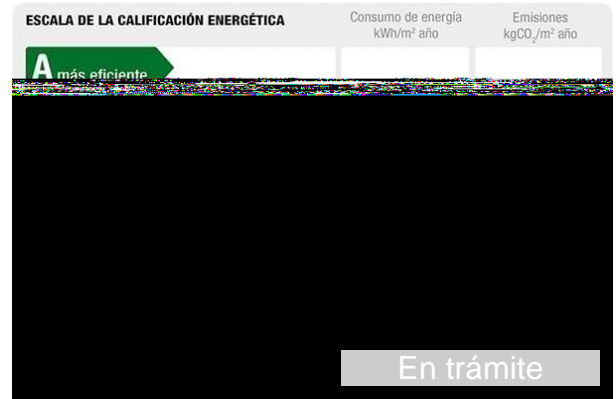 ESCALA DE LA CALIFICACIÓN ENERGÉTICA
Consumo de energía
kWh/m² año
Emisiones
kgCO₂/m² año
A más eficiente
En trámite